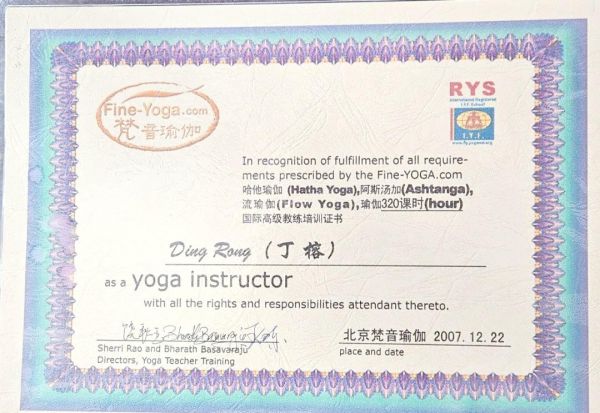 Fine-Yoga.com
梵音瑜伽
RYS
International Registered
I.Y.F. School
I.Y.F.
In recognition of fulfillment of all require-
ments prescribed by the Fine-YOGA.com
哈他瑜伽 (Hatha Yoga),阿斯汤加(Ashtanga),
流瑜伽(Flow Yoga),瑜伽320课时(hour)
国际高级教练培训证书
Ding Rong (丁榕)
as a yoga instructor
with all the rights and responsibilities attendant thereto.
Sherri Rao and Bharath Basavaraju
Directors, Yoga Teacher Training
北京梵音瑜伽 2007.12.22
place and date